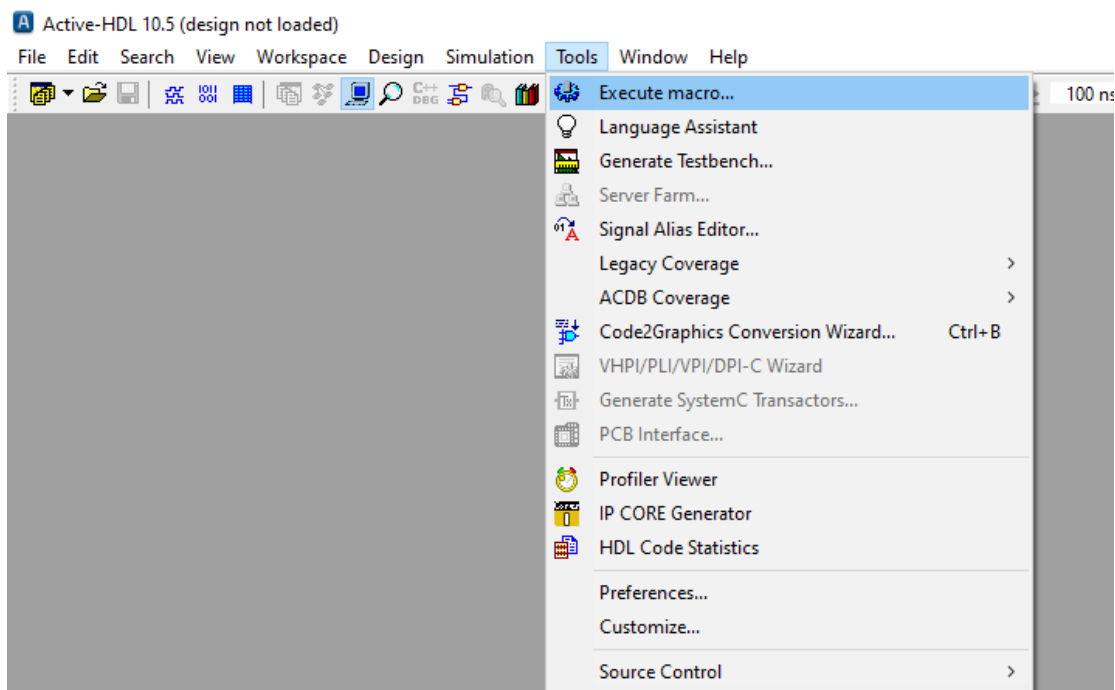 Active-HDL 10.5 (design not loaded)
File Edit Search View Workspace Design Simulation Tools Window Help
C++ DBG
100 ns
Execute macro...
Language Assistant
Generate Testbench...
Server Farm...
Signal Alias Editor...
Legacy Coverage
ACDB Coverage
Code2Graphics Conversion Wizard... Ctrl+B
VHPI/PLI/VPI/DPI-C Wizard
Generate SystemC Transactors...
PCB Interface...
Profiler Viewer
IP CORE Generator
HDL Code Statistics
Preferences...
Customize...
Source Control